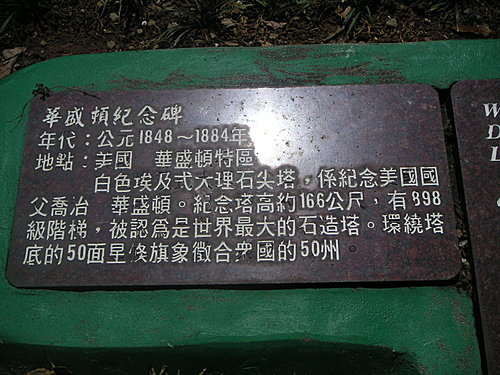 華盛頓紀念碑
年代：公元1848～1884年
地點：美國 華盛頓特區
白色埃及式大理石尖塔，係紀念美國國
父喬治 華盛頓。紀念塔高約166公尺，有898
級階梯，被認為是世界最大的石造塔。環繞塔
底的50面星條旗象徵合衆國的50州。
W
D
L